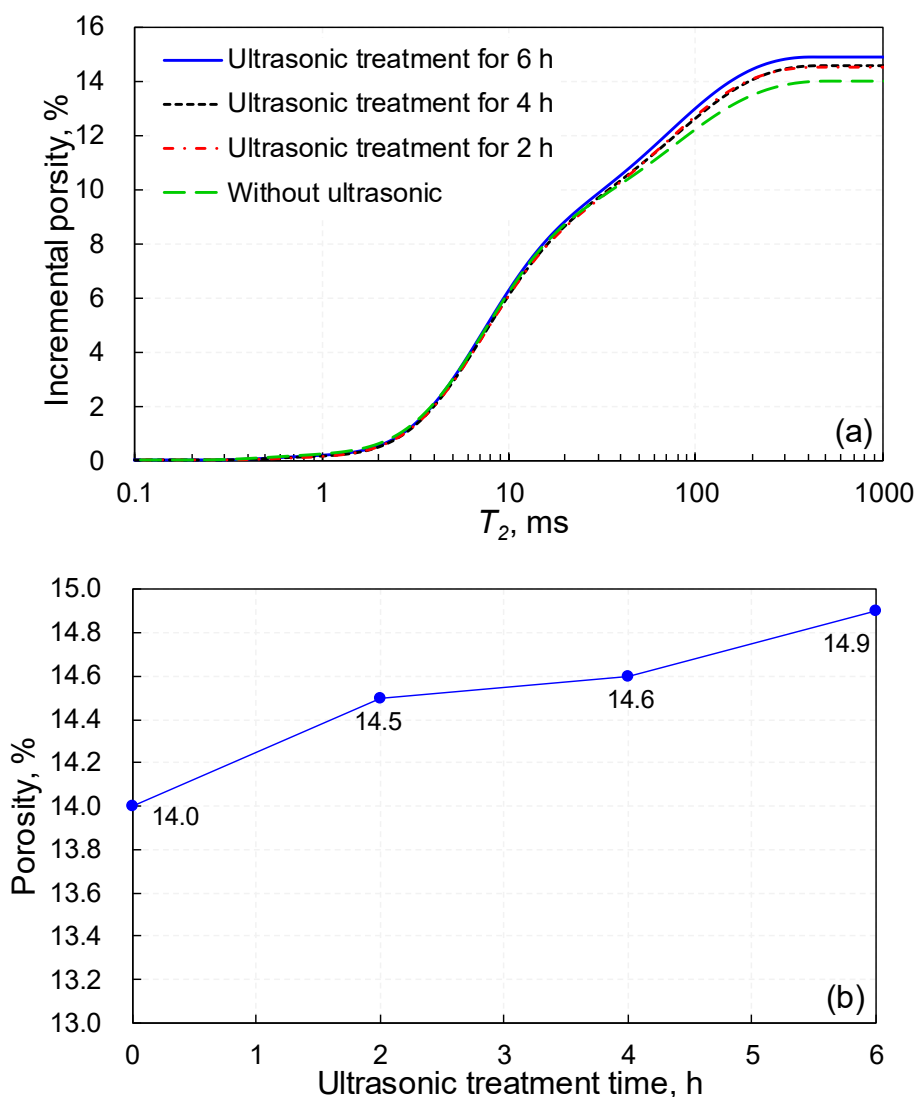 16
14
12
10
8
6
4
2
0
Incremental porsity, %
Ultrasonic treatment for 6 h
Ultrasonic treatment for 4 h
Ultrasonic treatment for 2 h
Without ultrasonic
(a)
0.1 1 10 100 1000
T2, ms
15.0
14.8
14.6
14.4
14.2
14.0
13.8
13.6
13.4
13.2
13.0
Porosity, %
14.0
14.5
14.6
14.9
(b)
0 1 2 3 4 5 6
Ultrasonic treatment time, h